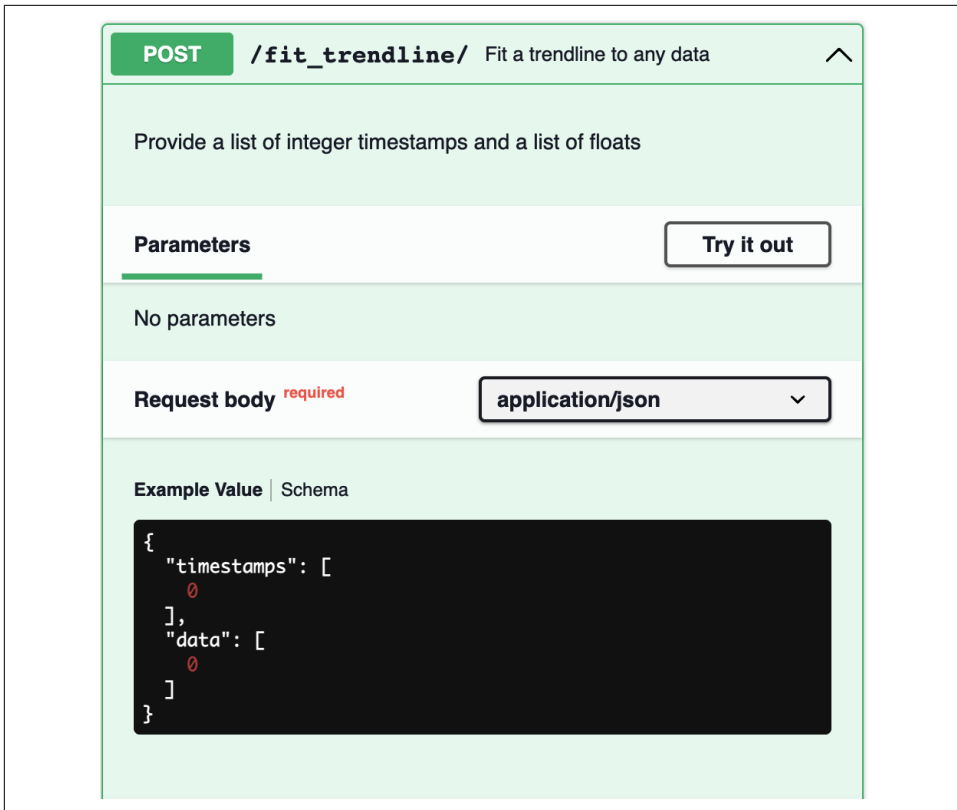 POST /fit_trendline/ Fit a trendline to any data
Provide a list of integer timestamps and a list of floats
Parameters
Try it out
No parameters
Request body required
application/json
Example Value | Schema
{
"timestamps": [
0
],
"data": [
0
]
}